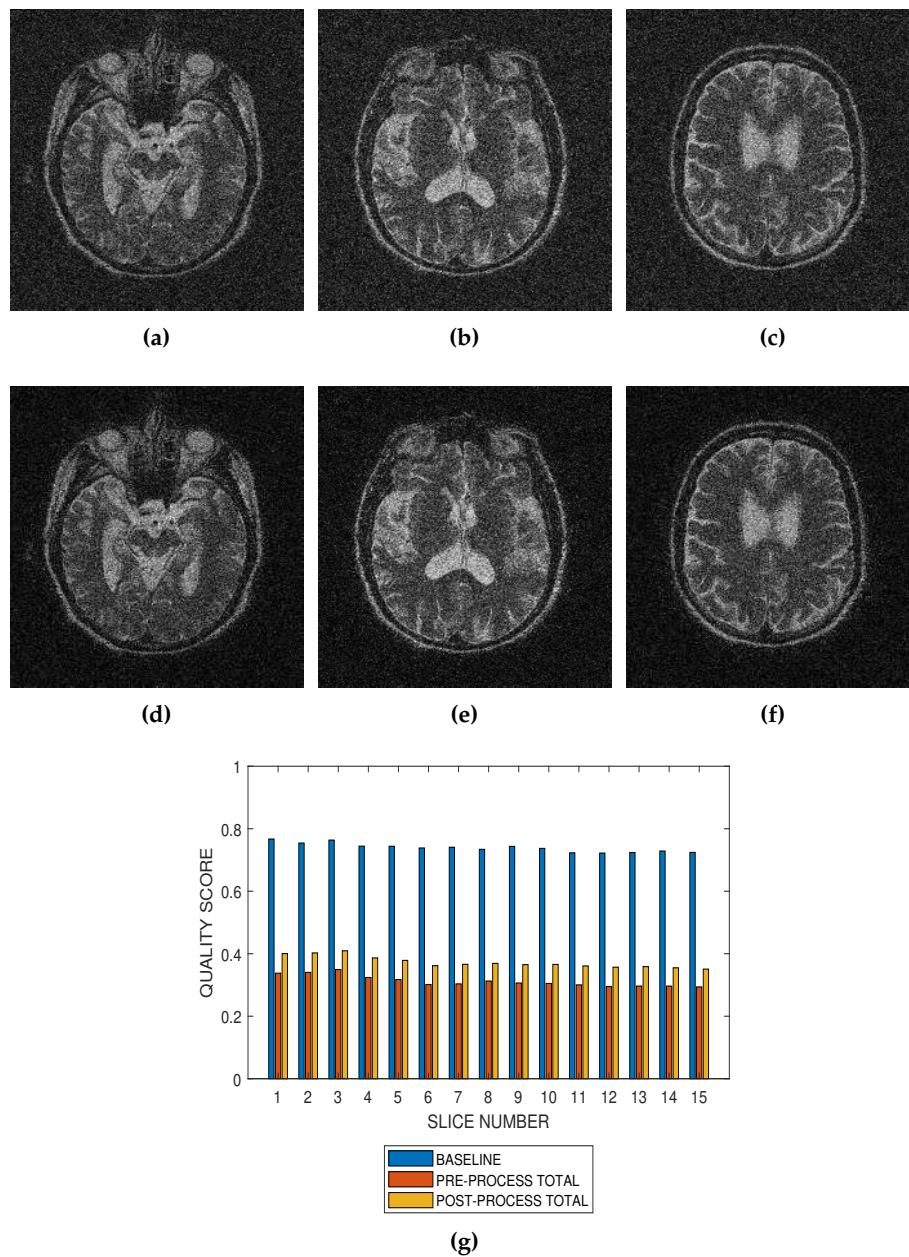 (a) (b) (c)
(d) (e) (f)
1
0.8
0.6
0.4
0.2
0
QUALITY SCORE
1 2 3 4 5 6 7 8 9 10 11 12 13 14 15
SLICE NUMBER
BASELINE
PRE-PROCESS TOTAL
POST-PROCESS TOTAL
(g)